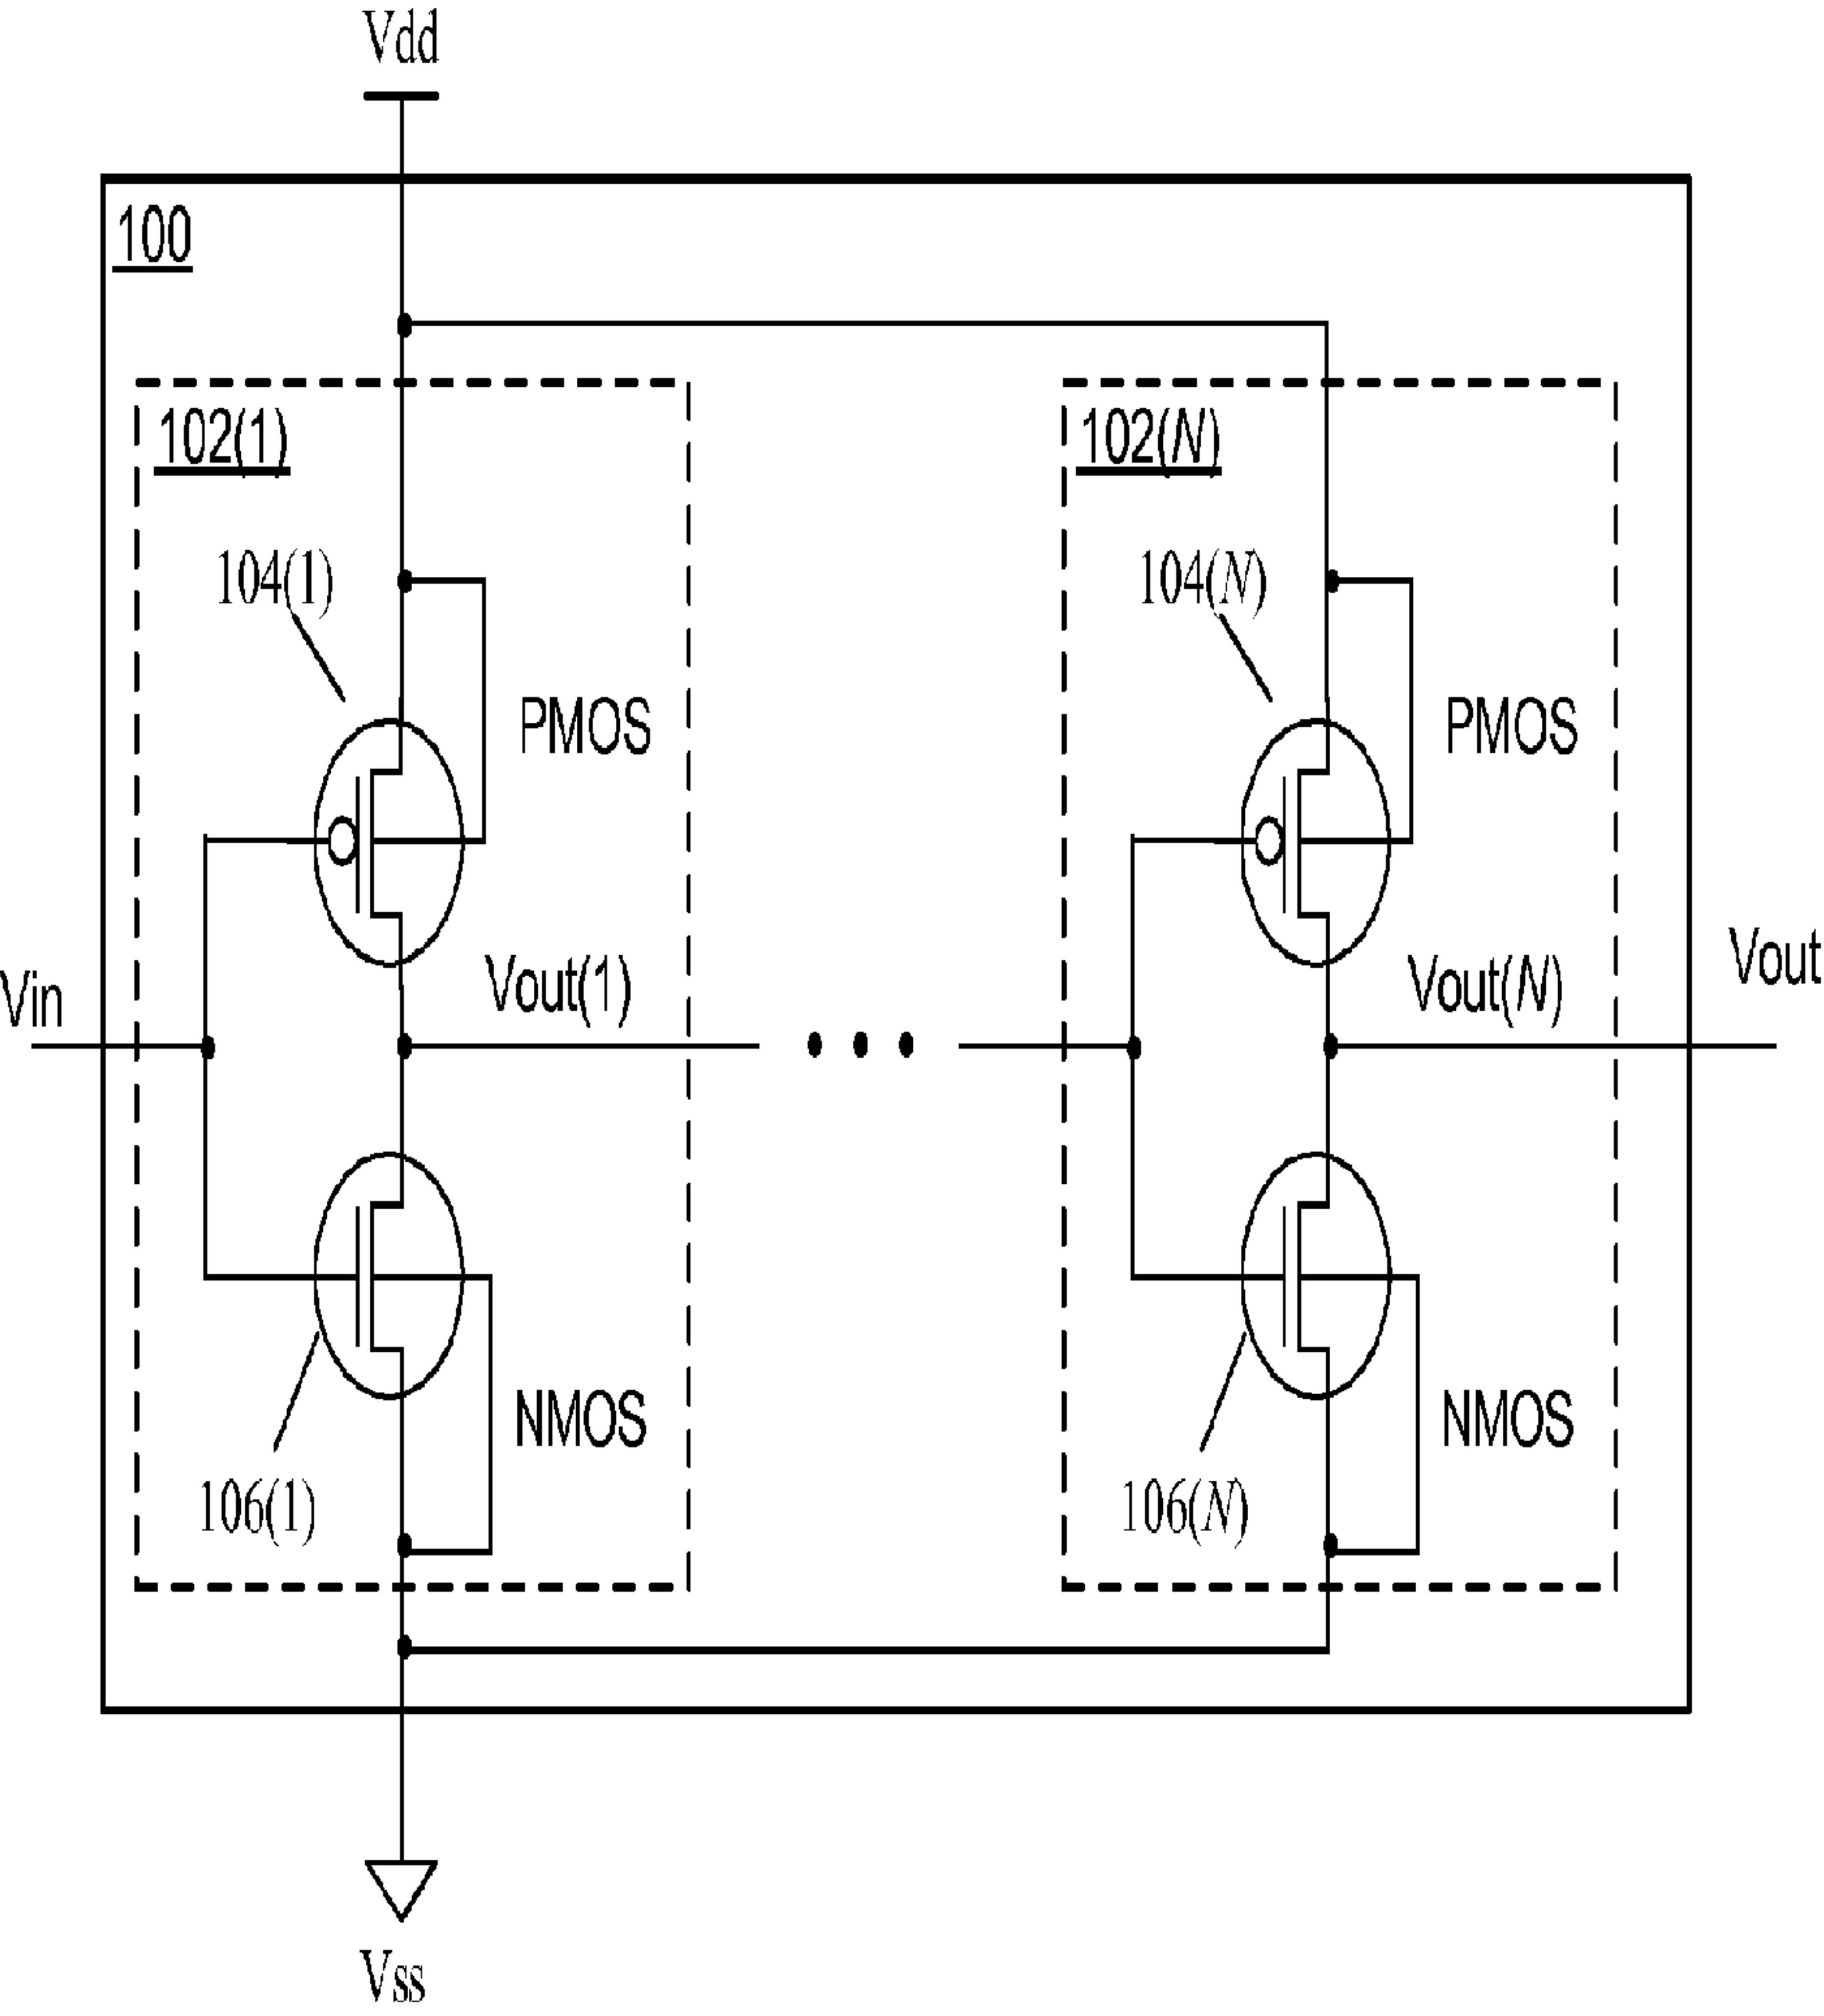 Vdd
100
102(1)
102(N)
104(1)
104(N)
PMOS
PMOS
Vin
Vout(1)
Vout(N)
Vout
NMOS
NMOS
106(1)
106(N)
Vss